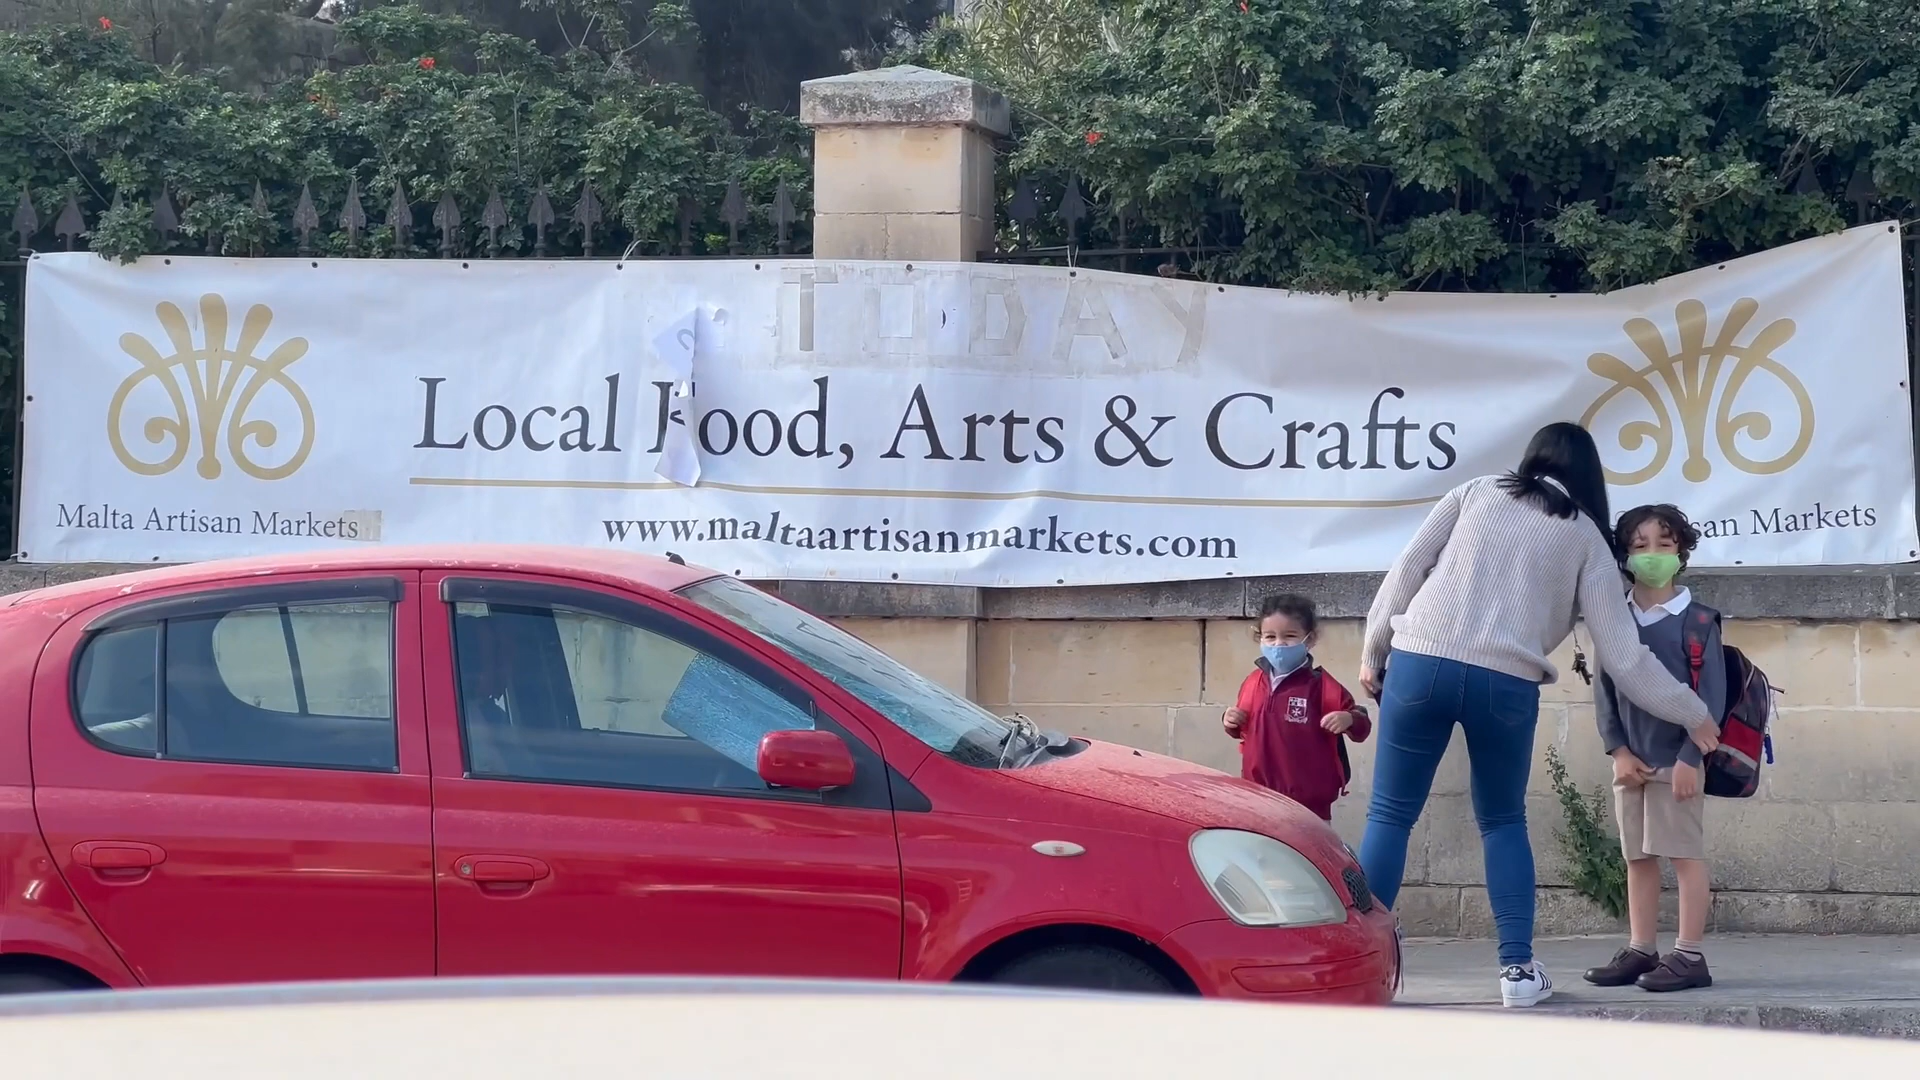 TODAY
Local Food, Arts & Crafts
Malta Artisan Markets
www.maltaartisanmarkets.com
san Markets